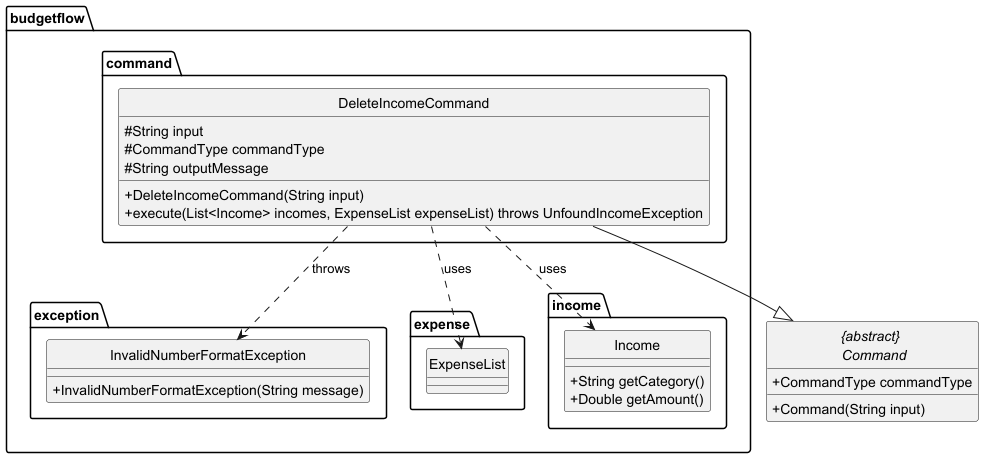 budgetflow
command
DeleteIncomeCommand
#String input
#CommandType commandType
#String outputMessage
+DeleteIncomeCommand(String input)
+execute(List<Income> incomes, ExpenseList expenseList) throws UnfoundIncomeException
throws
uses
uses
exception
InvalidNumberFormatException
+InvalidNumberFormatException(String message)
expense
ExpenseList
income
Income
+String getCategory()
+Double getAmount()
{abstract}
Command
+CommandType commandType
+Command(String input)